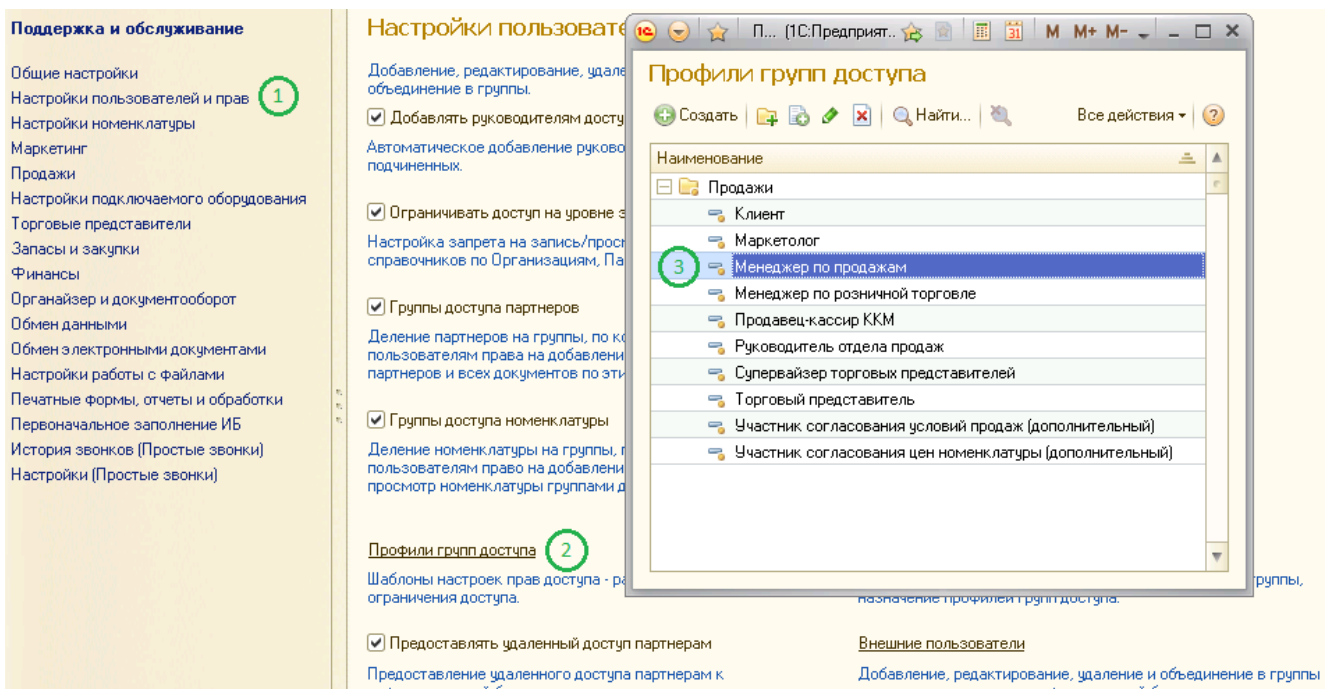 Поддержка и обслуживание
Общие настройки
Настройки пользователей и прав
1
Настройки номенклатуры
Маркетинг
Продажи
Настройки подключаемого оборудования
Торговые представители
Запасы и закупки
Финансы
Органайзер и документооборот
Обмен данными
Обмен электронными документами
Настройки работы с файлами
Печатные формы, отчеты и обработки
Первоначальное заполнение ИБ
История звонков (Простые звонки)
Настройки (Простые звонки)
Настройки пользовате
Добавление, редактирование, удале
объединение в группы.
Добавлять руководителям досту
Автоматическое добавление руково
подчиненных.
Ограничивать доступ на уровне з
Настройка запрета на запись/прос
справочников по Организациям, Па
Группы доступа партнеров
Деление партнеров на группы, по ко
пользователям права на добавлени
партнеров и всех документов по эти
Группы доступа номенклатуры
Деление номенклатуры на группы, г
пользователям право на добавлени
просмотр номенклатуры группами д
Профили групп доступа
2
Шаблоны настроек прав доступа - ра
ограничения доступа.
Предоставлять удаленный доступ партнерам
Предоставление удаленного доступа партнерам к
П... (1С:Предприят..
31
M M+ M-
Профили групп доступа
Создать
Найти...
Все действия
?
Наименование
Продажи
Клиент
Маркетолог
3
Менеджер по продажам
Менеджер по розничной торговле
Продавец-кассир ККМ
Руководитель отдела продаж
Супервайзер торговых представителей
Торговый представитель
Участник согласования условий продаж (дополнительный)
Участник согласования цен номенклатуры (дополнительный)
руппы,
назначение профилей групп доступа.
Внешние пользователи
Добавление, редактирование, удаление и объединение в группы